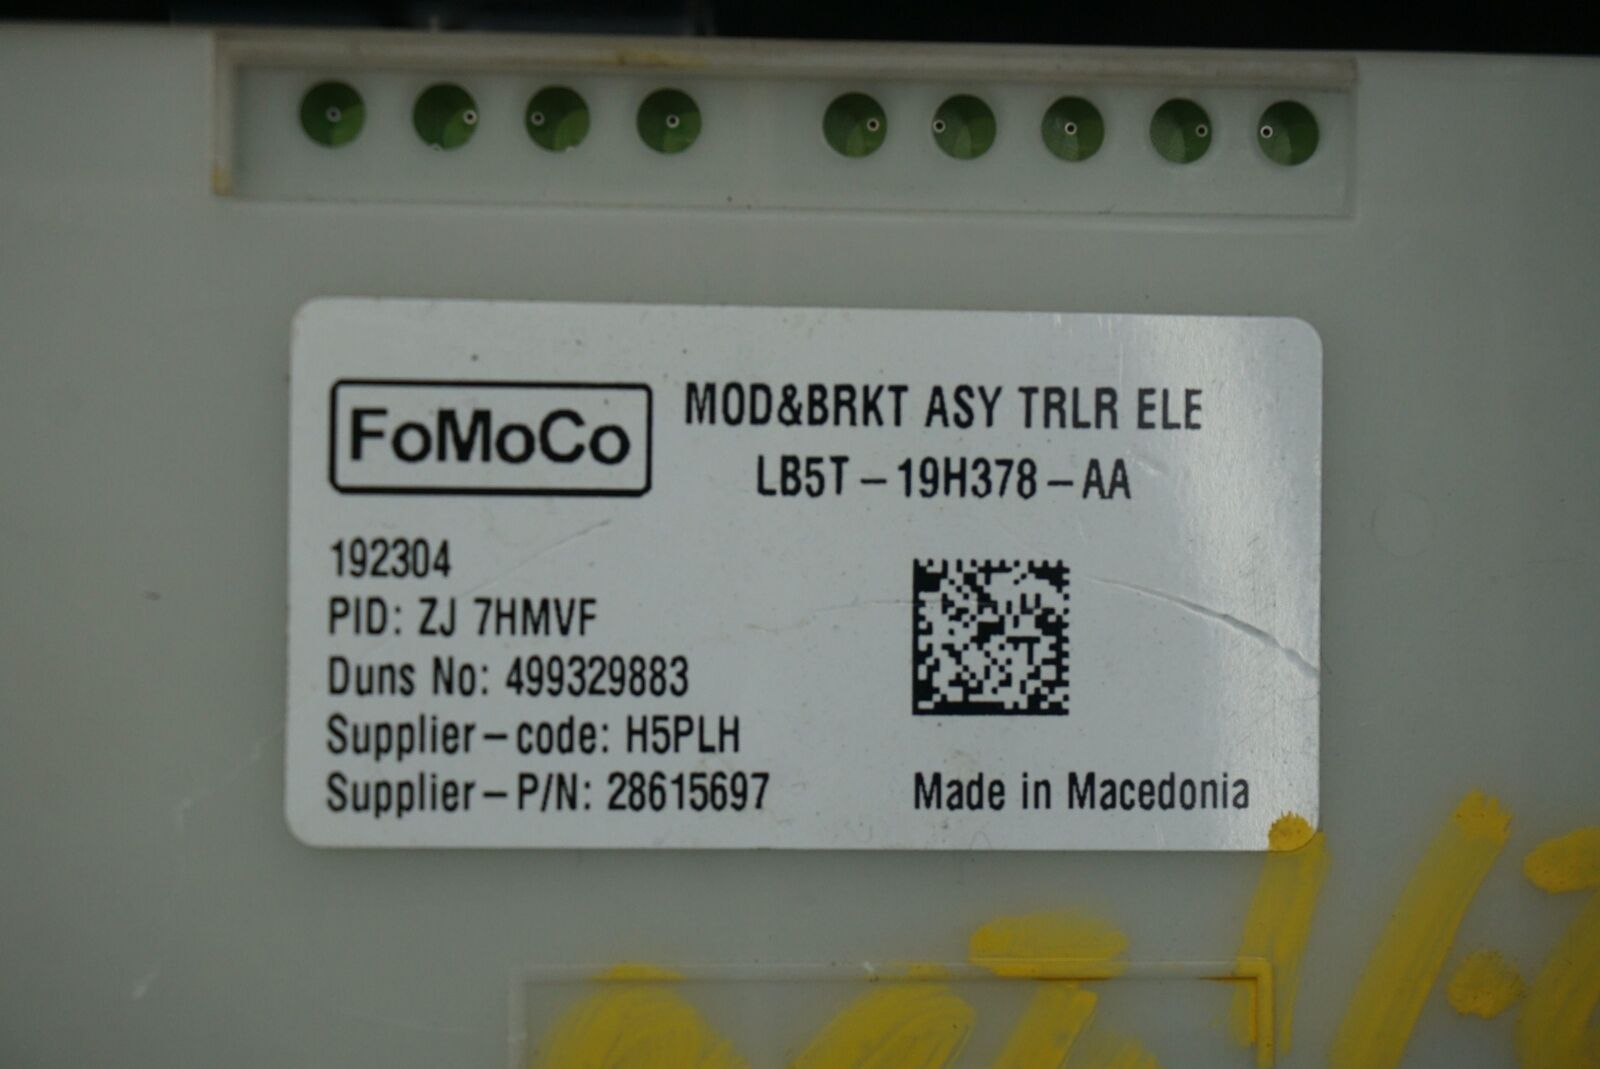 FoMoCo
MOD&BRKT ASY TRLR ELE
LB5T-19H378-AA
192304
PID: ZJ 7HMVF
Duns No: 499329883
Supplier-code: H5PLH
Supplier-P/N: 28615697
Made in Macedonia